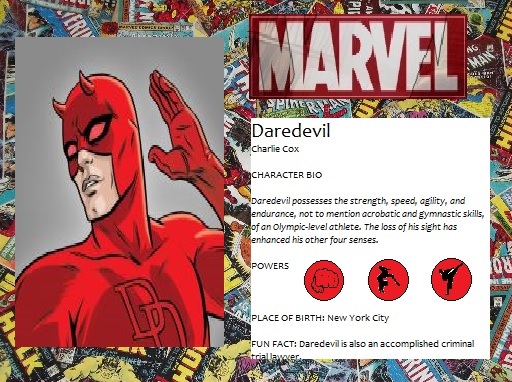 MARVEL
Daredevil
Charlie Cox
CHARACTER BIO
Daredevil possesses the strength, speed, agility, and
endurance, not to mention acrobatic and gymnastic skills,
of an Olympic-level athlete. The loss of his sight has
enhanced his other four senses.
POWERS
PLACE OF BIRTH: New York City
FUN FACT: Daredevil is also an accomplished criminal
trial lawyer.
DD